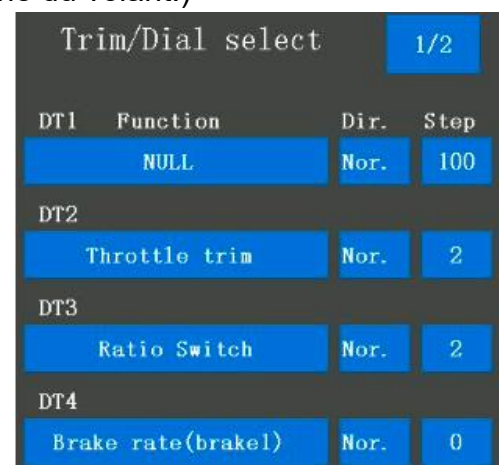 Trim/Dial select 1/2
DT1 Function Dir. Step
NULL Nor. 100
DT2
Throttle trim Nor. 2
DT3
Ratio Switch Nor. 2
DT4
Brake rate(brake1) Nor. 0